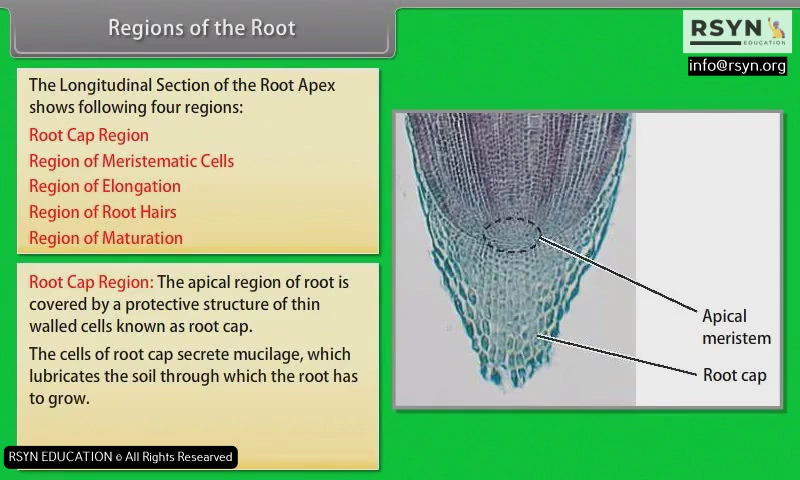 Regions of the Root
RSYN
EDUCATION
info@rsyn.org
The Longitudinal Section of the Root Apex
shows following four regions:
Root Cap Region
Region of Meristematic Cells
Region of Elongation
Region of Root Hairs
Region of Maturation
Root Cap Region: The apical region of root is
covered by a protective structure of thin
walled cells known as root cap.
The cells of root cap secrete mucilage, which
lubricates the soil through which the root has
to grow.
Apical
meristem
Root cap
RSYN EDUCATION © All Rights Researved